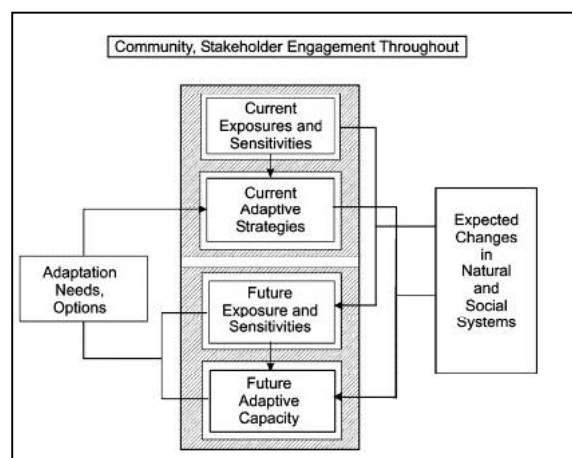 Community, Stakeholder Engagement Throughout
Current
Exposures and
Sensitivities
Current
Adaptive
Strategies
Adaptation
Needs,
Options
Future
Exposure and
Sensitivities
Future
Adaptive
Capacity
Expected
Changes
in
Natural
and
Social
Systems